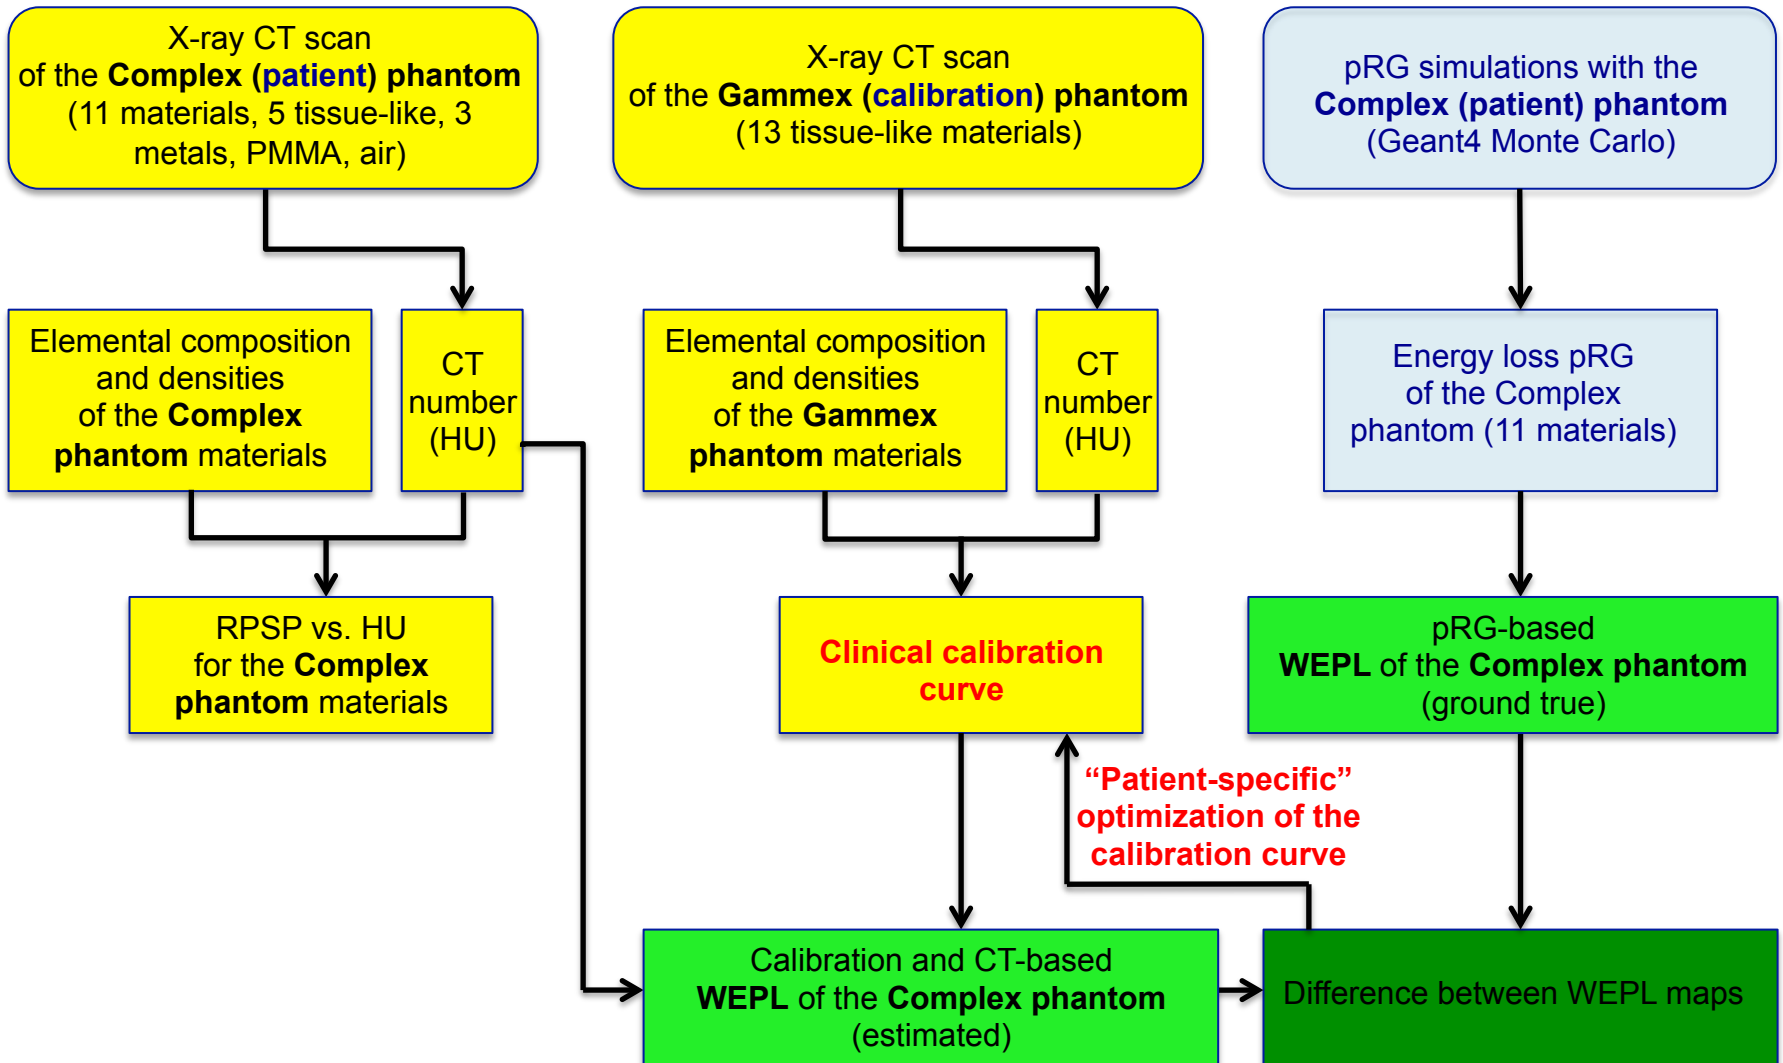 X-ray CT scan
of the Complex (patient) phantom
(11 materials, 5 tissue-like, 3
metals, PMMA, air)
X-ray CT scan
of the Gammex (calibration) phantom
(13 tissue-like materials)
pRG simulations with the
Complex (patient) phantom
(Geant4 Monte Carlo)
Elemental composition
and densities
of the Complex
phantom materials
CT
number
(HU)
Elemental composition
and densities
of the Gammex
phantom materials
CT
number
(HU)
Energy loss pRG
of the Complex
phantom (11 materials)
RPSP vs. HU
for the Complex
phantom materials
Clinical calibration
curve
pRG-based
WEPL of the Complex phantom
(ground true)
“Patient-specific”
optimization of the
calibration curve
Calibration and CT-based
WEPL of the Complex phantom
(estimated)
Difference between WEPL maps